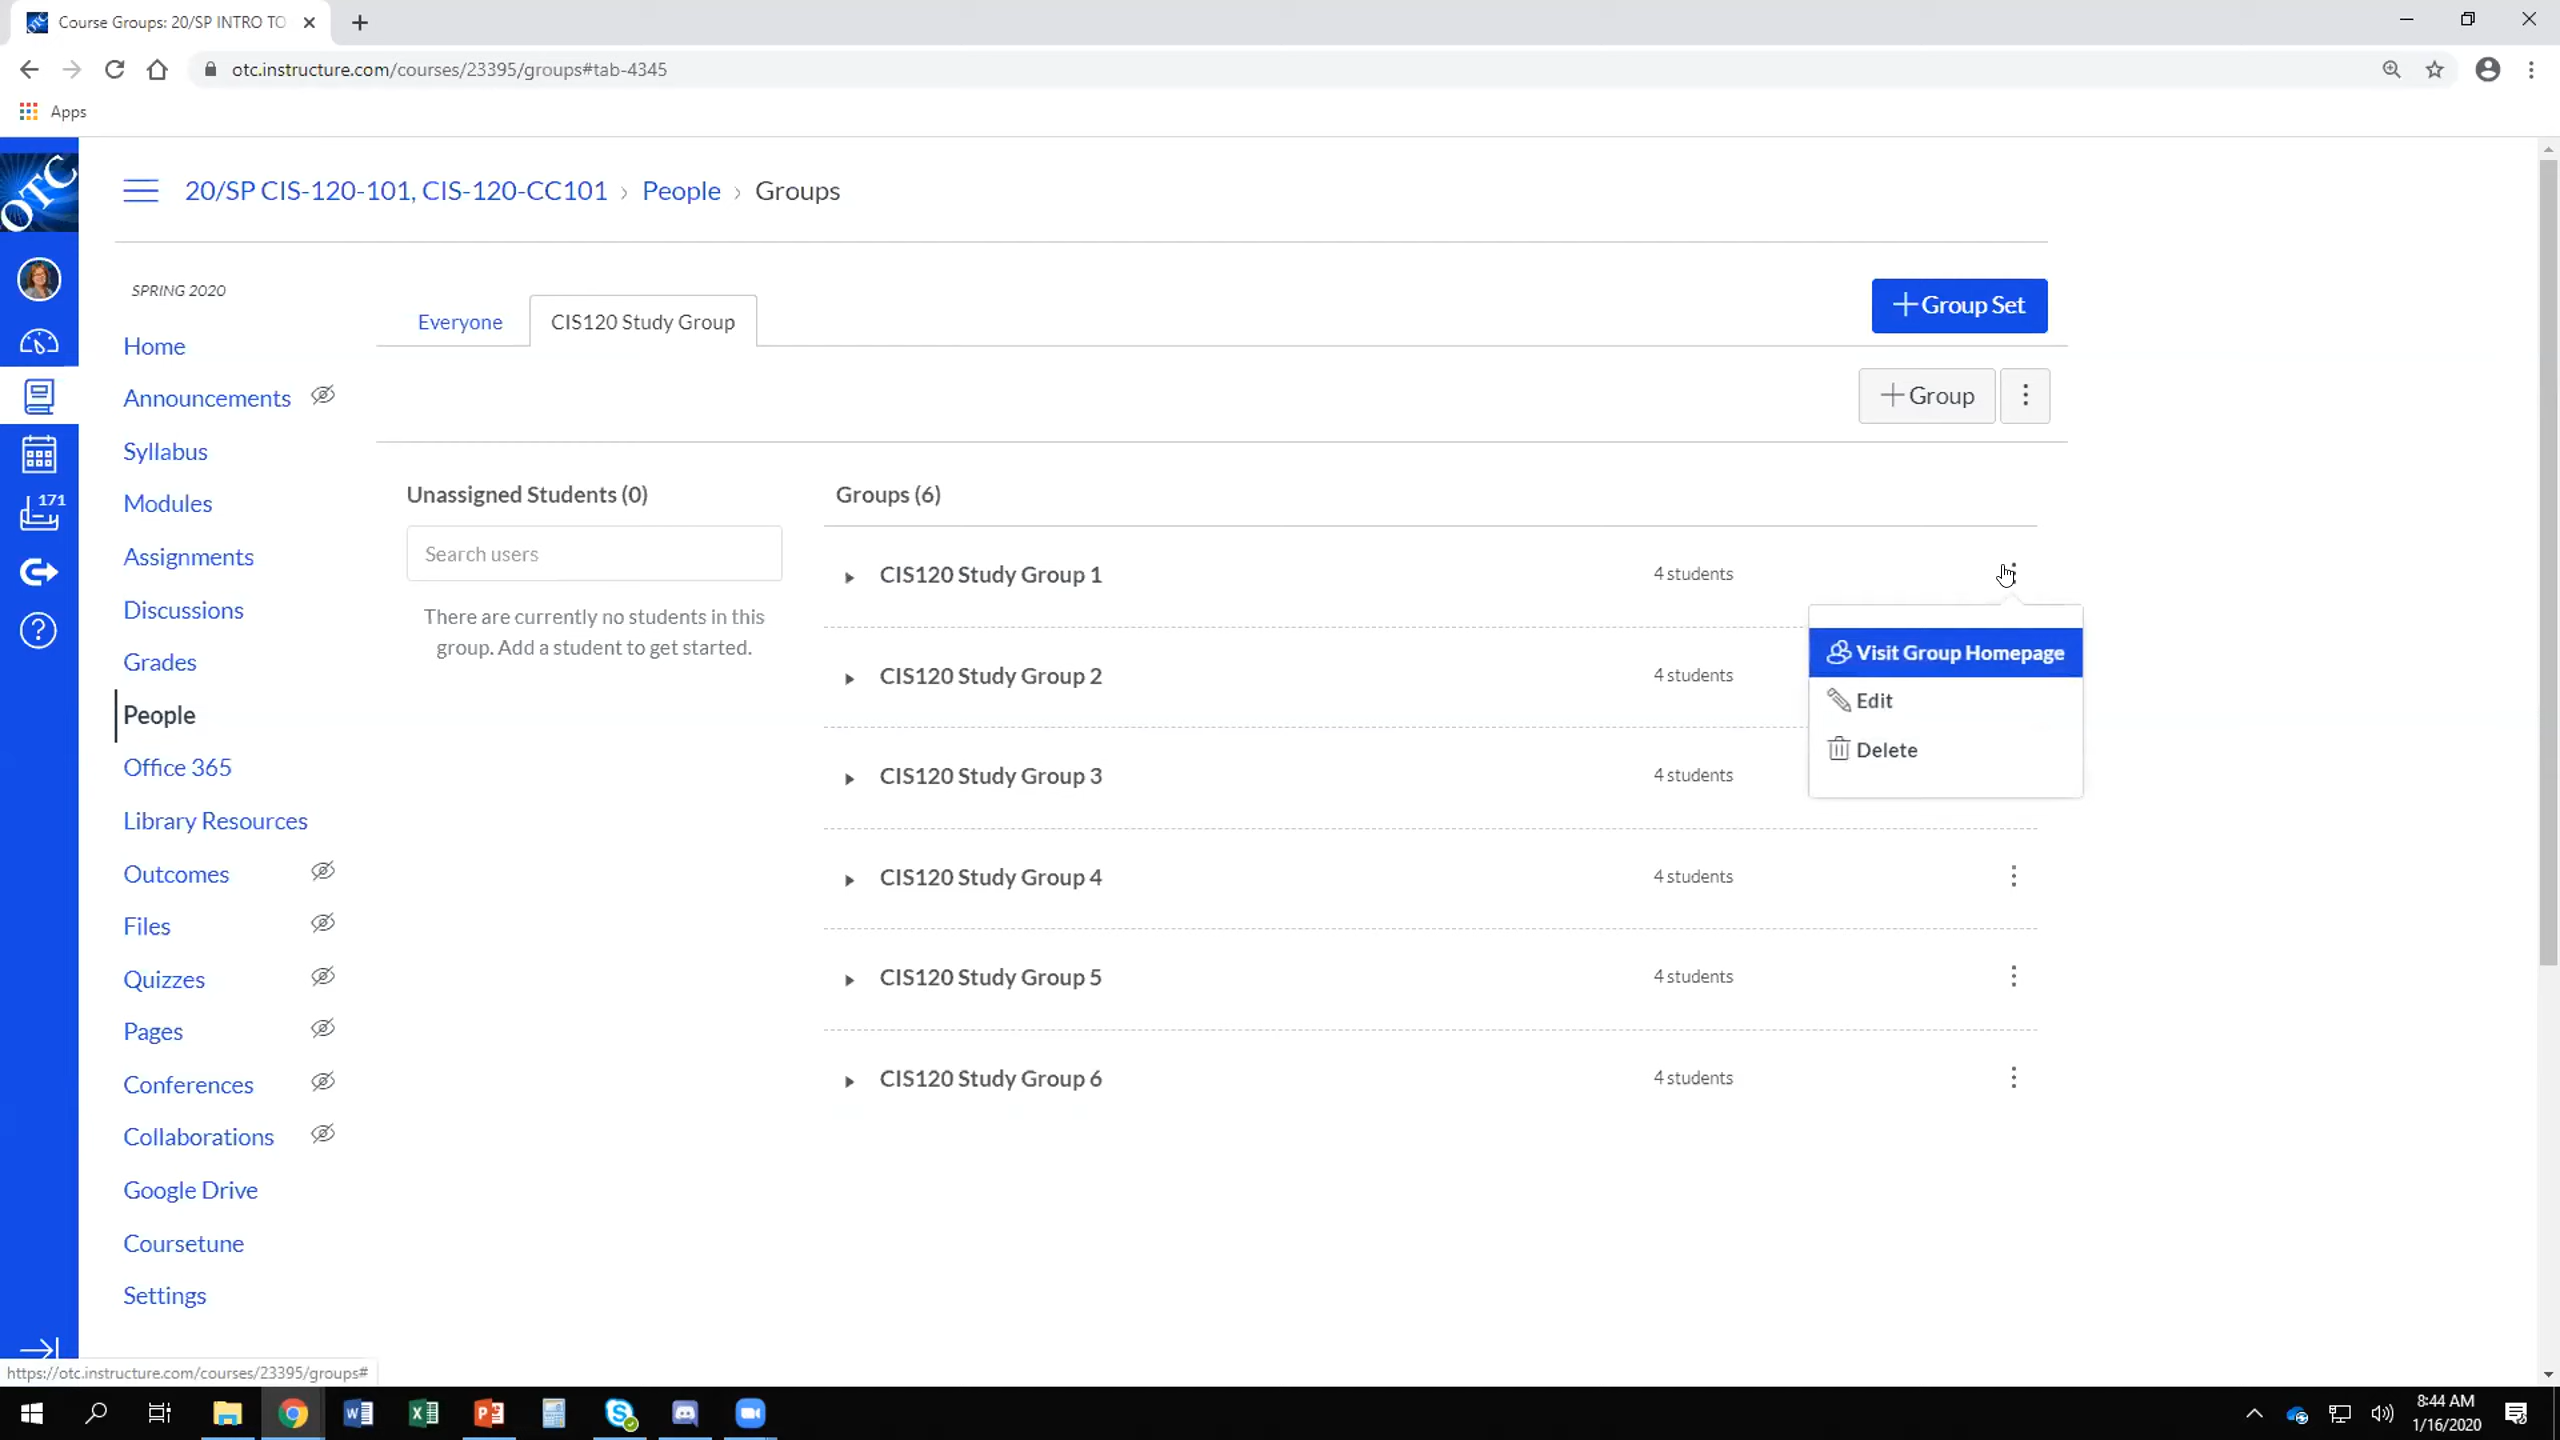 Course Groups: 20/SP INTRO TO
otc.instructure.com/courses/23395/groups#tab-4345
Apps
OTC
20/SP CIS-120-101, CIS-120-CC101 › People › Groups
SPRING 2020
Home
Announcements
Syllabus
Modules
Assignments
Discussions
Grades
People
Office 365
Library Resources
Outcomes
Files
Quizzes
Pages
Conferences
Collaborations
Google Drive
Coursetune
Settings
171
Everyone
CIS120 Study Group
+Group Set
+Group
Unassigned Students (0)
Search users
There are currently no students in this
group. Add a student to get started.
Groups (6)
CIS120 Study Group 1 4 students
CIS120 Study Group 2 4 students
CIS120 Study Group 3 4 students
CIS120 Study Group 4 4 students
CIS120 Study Group 5 4 students
CIS120 Study Group 6 4 students
Visit Group Homepage
Edit
Delete
https://otc.instructure.com/courses/23395/groups#
8:44 AM
1/16/2020